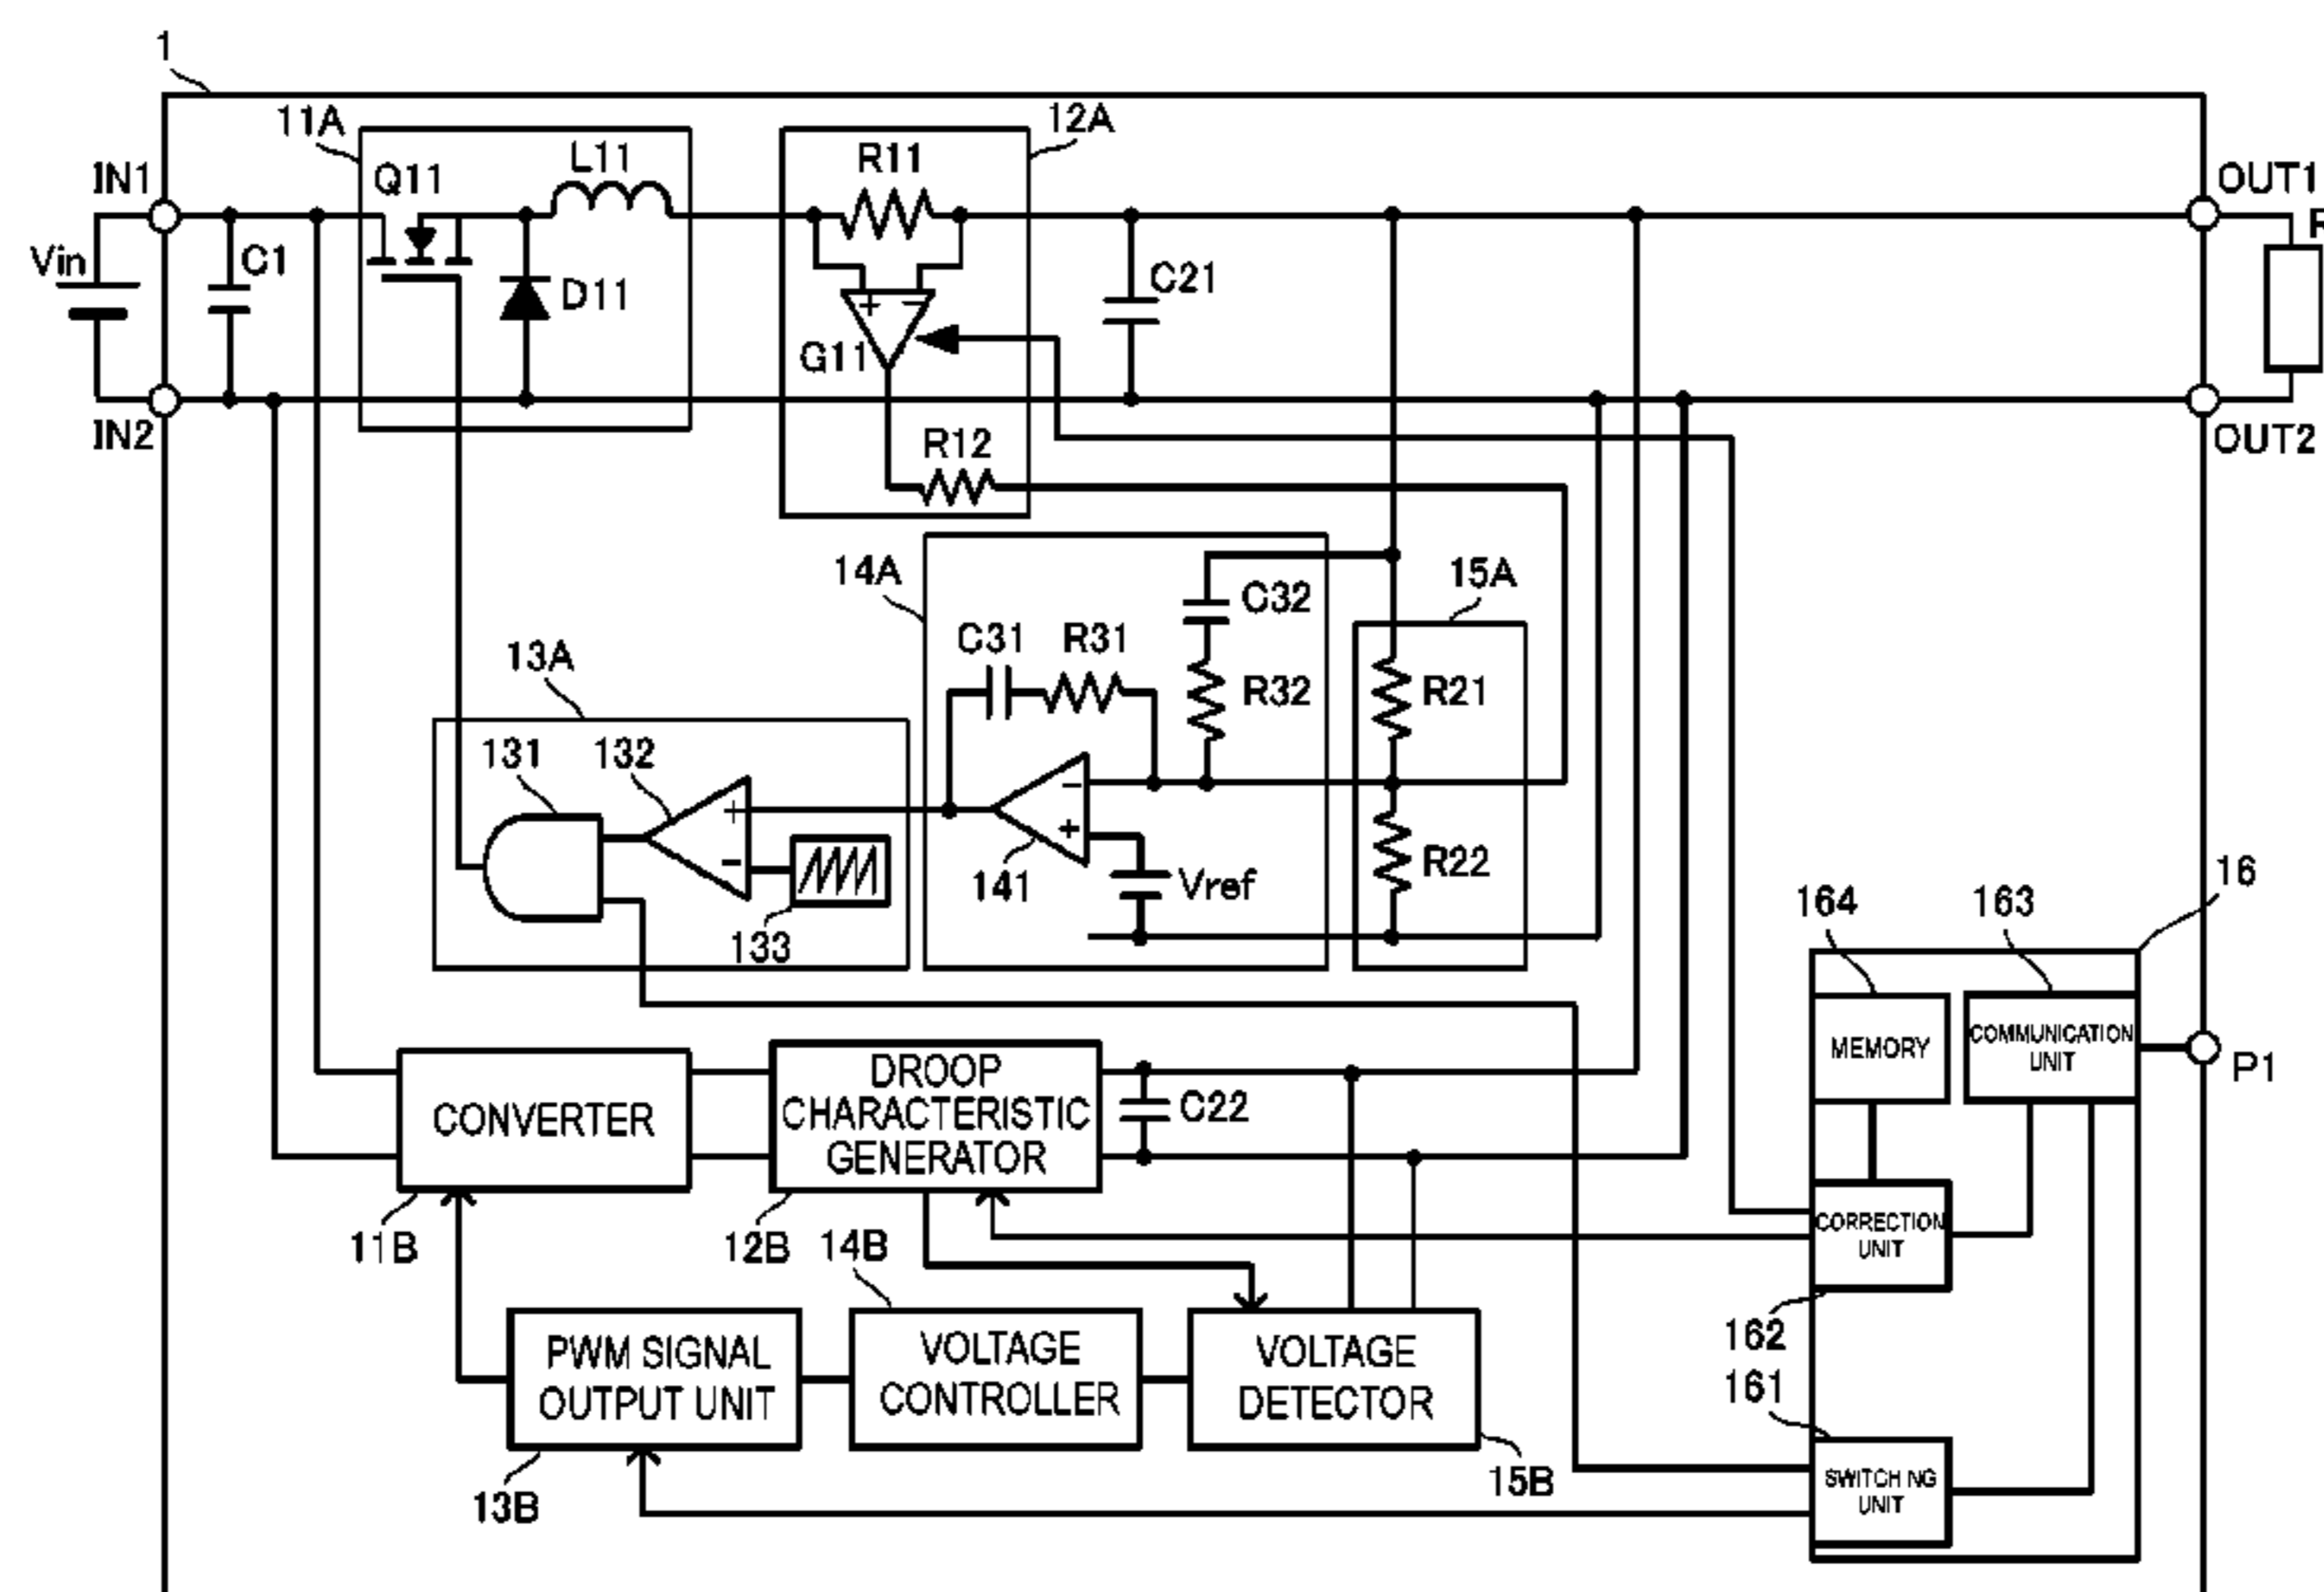 1
11A
L11
R11
12A
IN1
Q11
OUT1
Vin
C1
D11
+
−
C21
R
G11
IN2
R12
OUT2
14A
C32
15A
C31
R31
13A
R32
R21
131
132
+
−
−
+
R22
141
Vref
133
16
164
163
MEMORY
COMMUNICATION
UNIT
P1
CONVERTER
DROOP
CHARACTERISTIC
GENERATOR
C22
11B
12B
14B
CORRECTION
UNIT
162
PWM SIGNAL
OUTPUT UNIT
VOLTAGE
CONTROLLER
VOLTAGE
DETECTOR
161
13B
15B
SWITCH NG
UNIT